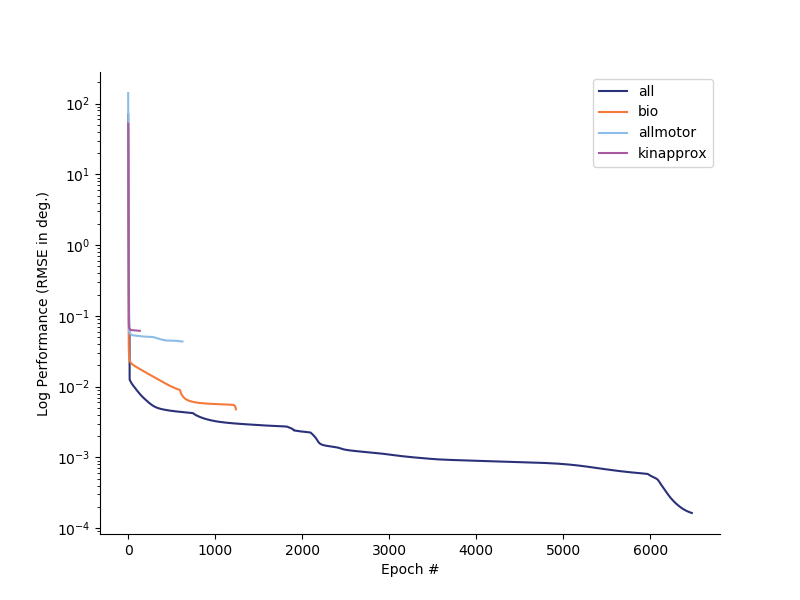 Log Performance (RMSE in deg.)
10²
10¹
10⁰
10⁻¹
10⁻²
10⁻³
10⁻⁴
all
bio
allmotor
kinapprox
0 1000 2000 3000 4000 5000 6000
Epoch #